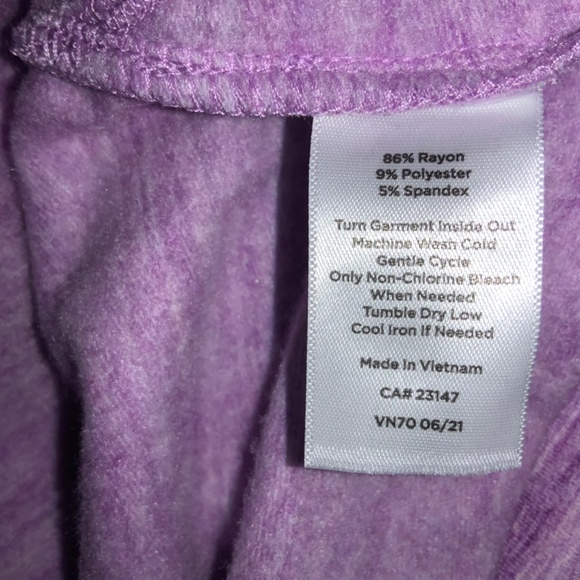 86% Rayon
9% Polyester
5% Spandex
Turn Garment Inside Out
Machine Wash Cold
Gentle Cycle
Only Non-Chlorine Bleach
When Needed
Tumble Dry Low
Cool Iron If Needed
Made in Vietnam
CA# 23147
VN70 06/21